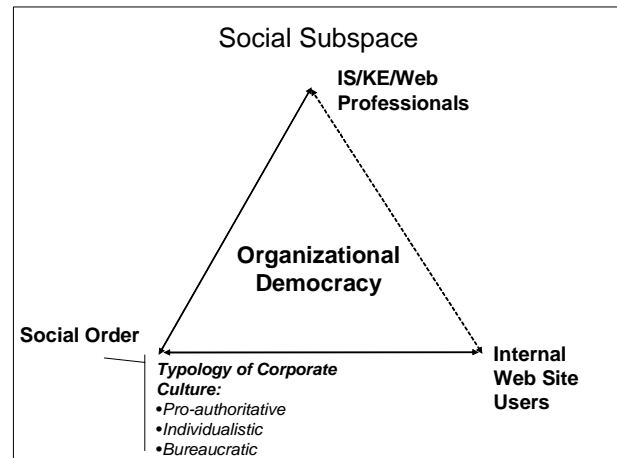 Social Subspace
IS/KE/Web
Professionals
Organizational
Democracy
Social Order
Internal
Web Site
Users
Typology of Corporate
Culture:
•Pro-authoritative
•Individualistic
•Bureaucratic